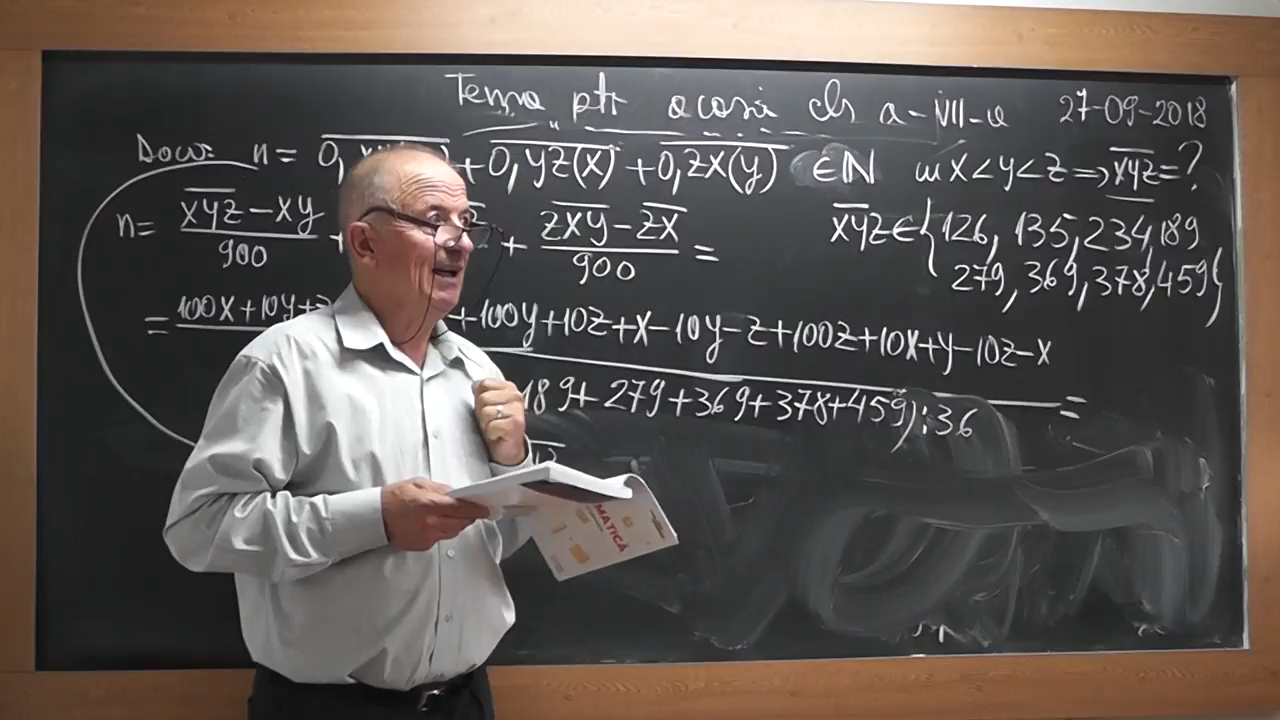 Tema ptr acasă cls a-VII-a 27-09-2018
Dow: n= 0, +0,yz(x)+0,zx(y) ∈ℕ și x<y<z⇒xyz=?
n= xyz-xy/900 + + zxy-zx/900 =
xyz∈{126, 135,234,189
279,369,378,459}
= 100x+10y+ +100y+10z+x-10y-z+100z+10x+y-10z-x =
189+279+369+378+459):36
MATICĂ